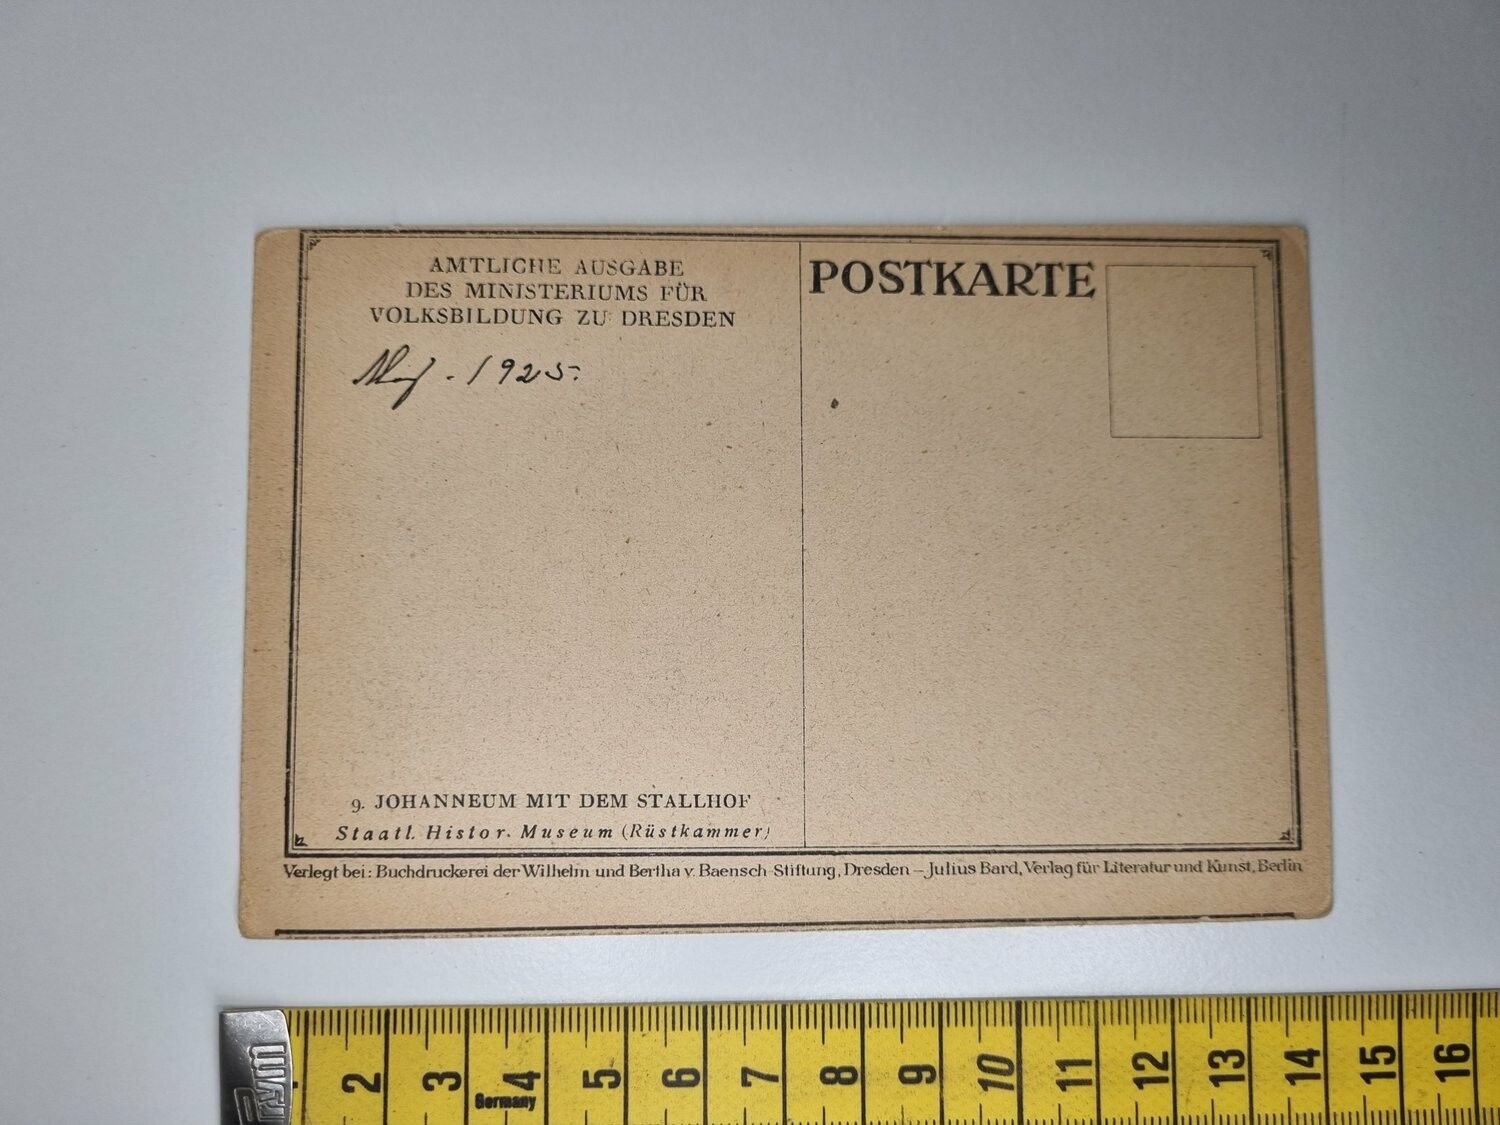 AMTLICHE AUSGABE
DES MINISTERIUMS FÜR
VOLKSBILDUNG ZU DRESDEN
1925.
POSTKARTE
9. JOHANNEUM MIT DEM STALLHOF
Staatl. Histor. Museum (Rüstkammer)
Verlegt bei: Buchdruckerei der Wilhelm und Bertha v. Baensch Stiftung, Dresden – Julius Bard, Verlag für Literatur und Kunst, Berlin
2 3 4 5 6 7 8 9 10 11 12 13 14 15 16
Germany